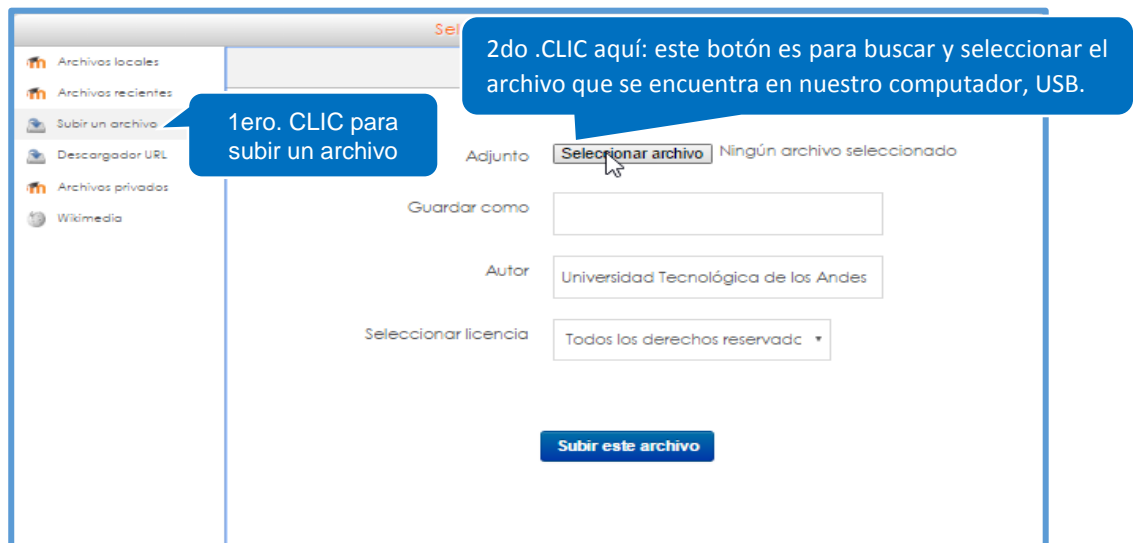 Sel
2do .CLIC aquí: este botón es para buscar y seleccionar el
archivo que se encuentra en nuestro computador, USB.
Archivos locales
Archivos recientes
Subir un archivo
Descargador URL
Archivos privados
Wikimedia
1ero. CLIC para
subir un archivo
Adjunto Seleccionar archivo Ningún archivo seleccionado
Guardar como
Autor Universidad Tecnológica de los Andes
Seleccionar licencia Todos los derechos reservado
Subir este archivo